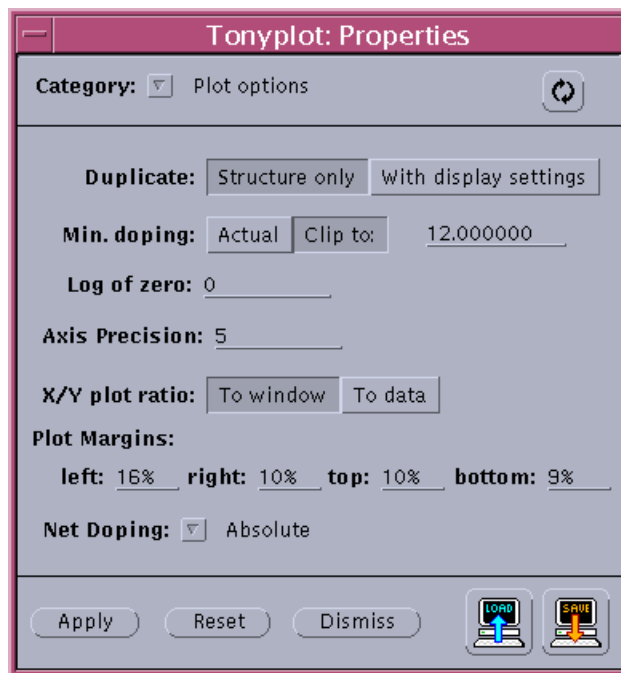 Tonyplot: Properties
Category: Plot options
Duplicate: Structure only With display settings
Min. doping: Actual Clip to: 12.000000
Log of zero: 0
Axis Precision: 5
X/Y plot ratio: To window To data
Plot Margins:
left: 16% right: 10% top: 10% bottom: 9%
Net Doping: Absolute
Apply Reset Dismiss LOAD SAVE